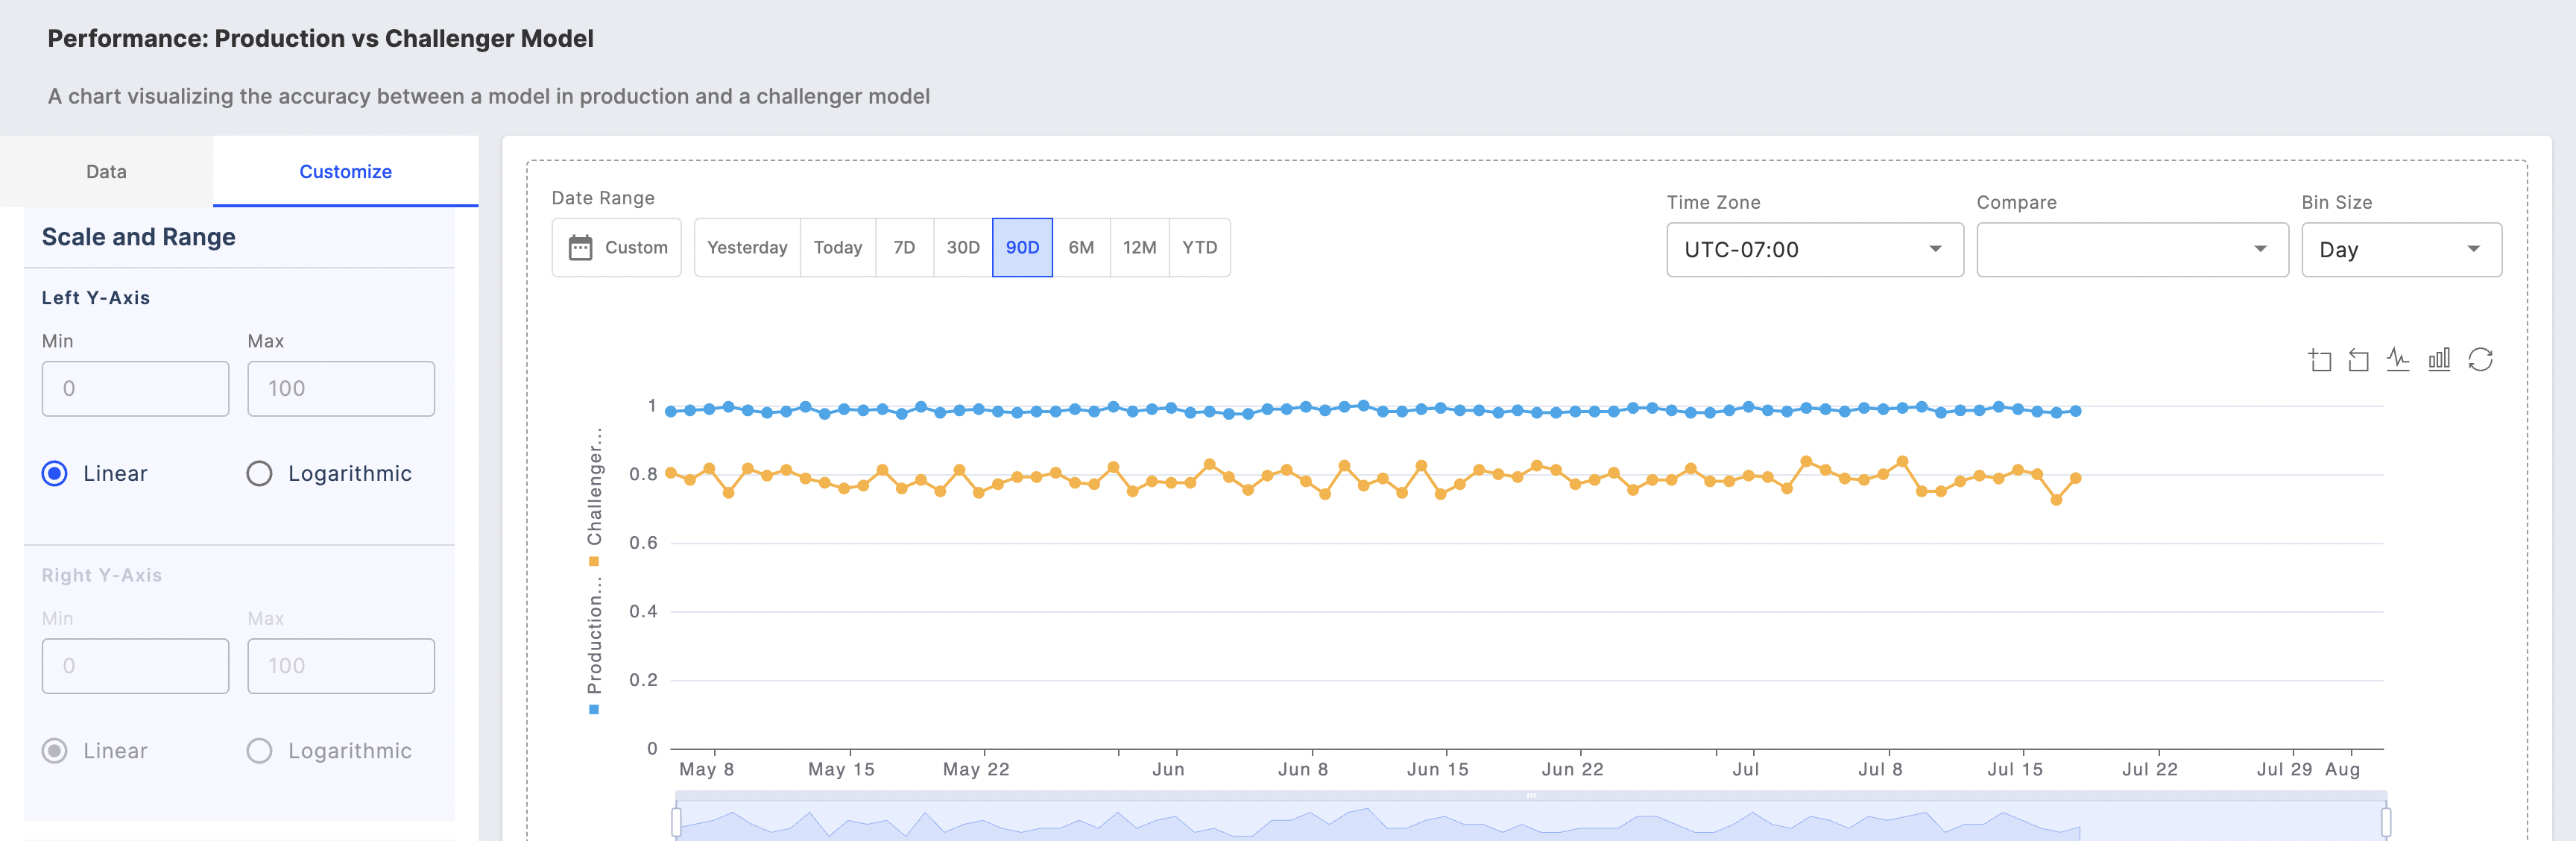 Performance: Production vs Challenger Model
A chart visualizing the accuracy between a model in production and a challenger model
Data
Customize
Scale and Range
Left Y-Axis
Min
Max
0
100
Linear
Logarithmic
Right Y-Axis
Min
Max
0
100
Linear
Logarithmic
Date Range
Custom
Yesterday
Today
7D
30D
90D
6M
12M
YTD
Time Zone
UTC-07:00
Compare
Bin Size
Day
Production...
Challenger...
1
0.8
0.6
0.4
0.2
0
May 8
May 15
May 22
Jun
Jun 8
Jun 15
Jun 22
Jul
Jul 8
Jul 15
Jul 22
Jul 29
Aug